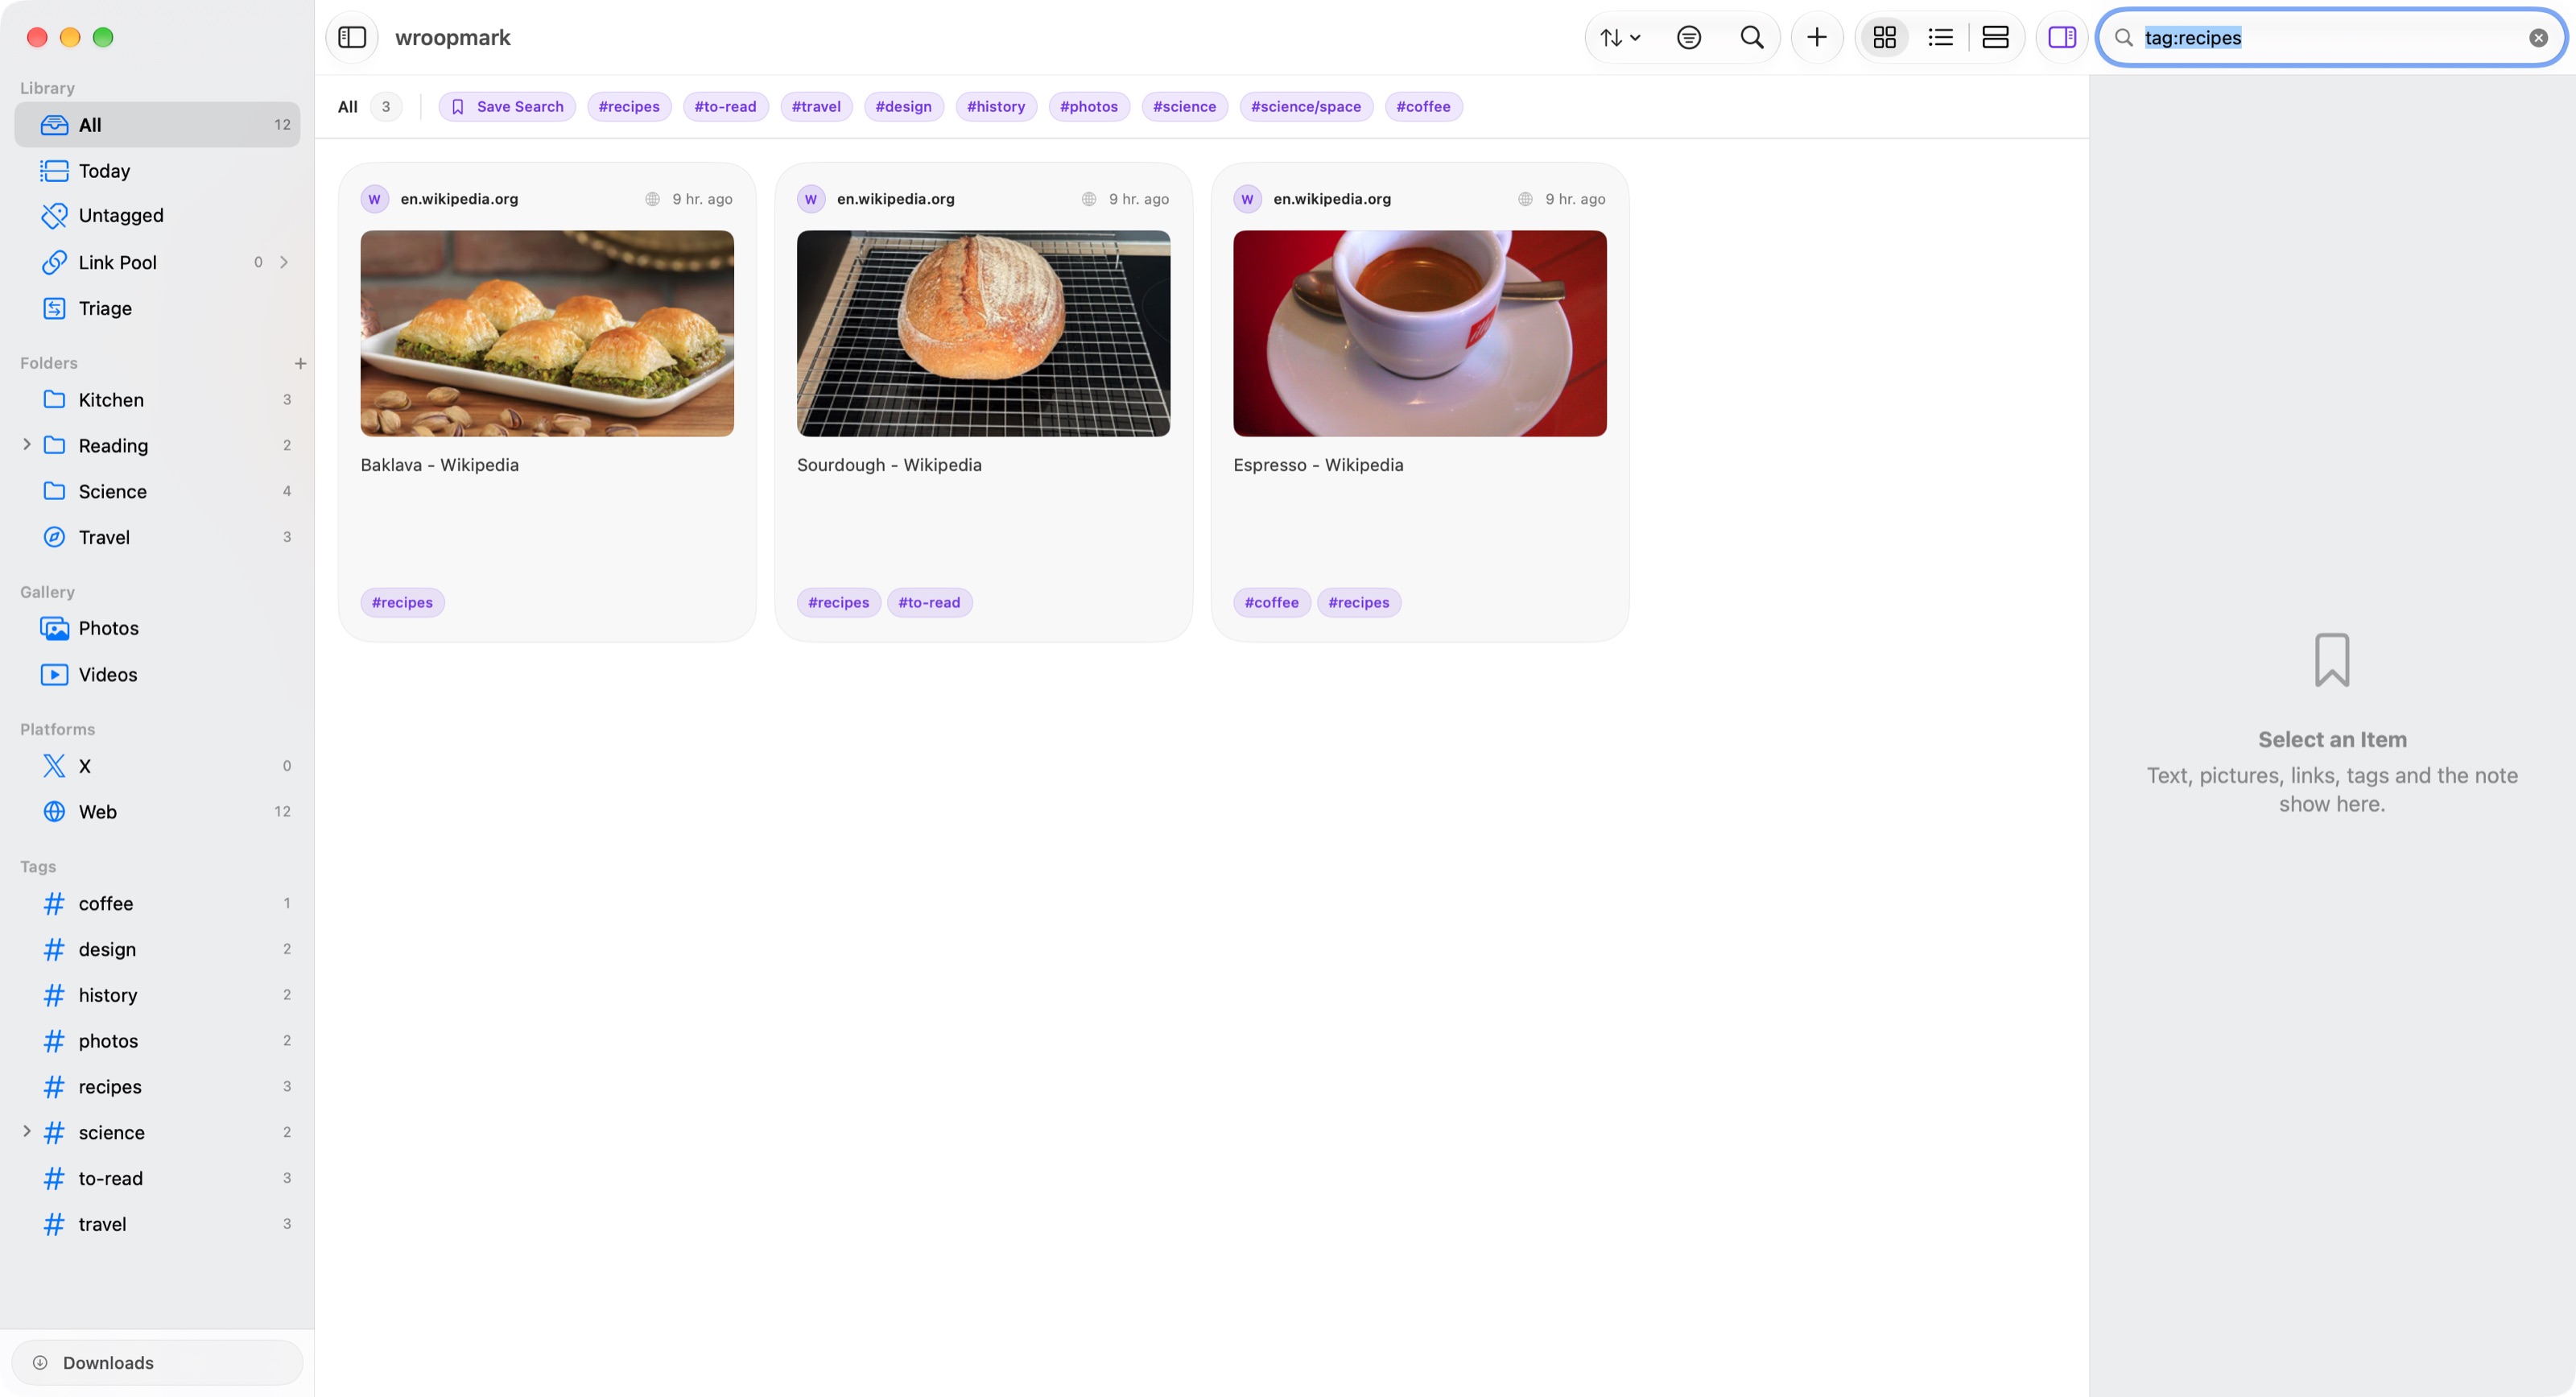 wroopmark
tag:recipes
Library
All 12
Today
Untagged
Link Pool 0
Triage
Folders
Kitchen 3
Reading 2
Science 4
Travel 3
Gallery
Photos
Videos
Platforms
X 0
Web 12
Tags
# coffee 1
# design 2
# history 2
# photos 2
# recipes 3
# science 2
# to-read 3
# travel 3
Downloads
All 3 Save Search #recipes #to-read #travel #design #history #photos #science #science/space #coffee
W en.wikipedia.org 9 hr. ago
Baklava - Wikipedia
#recipes
W en.wikipedia.org 9 hr. ago
Sourdough - Wikipedia
#recipes #to-read
W en.wikipedia.org 9 hr. ago
illy
Espresso - Wikipedia
#coffee #recipes
Select an Item
Text, pictures, links, tags and the note
show here.